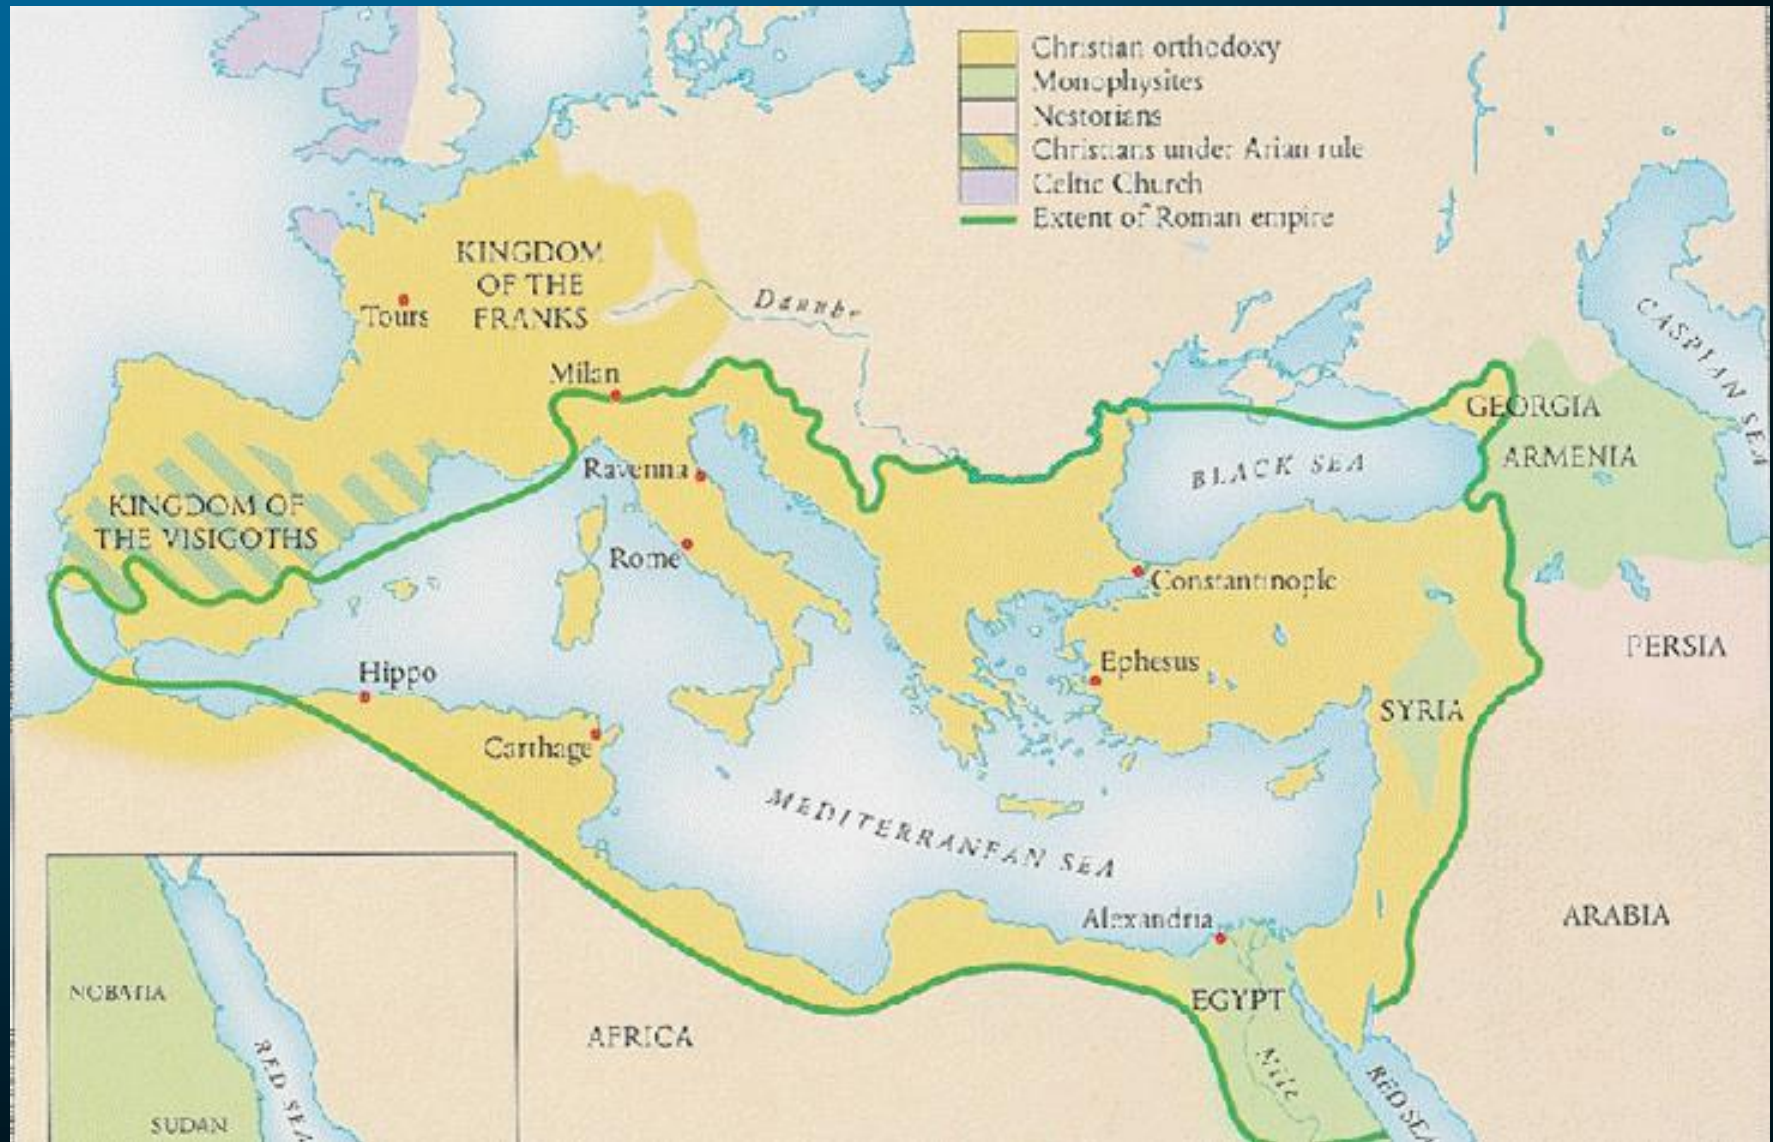 Christian orthodoxy
Monophysites
Nestorians
Christians under Arian rule
Celtic Church
Extent of Roman empire
KINGDOM
OF THE
FRANKS
Tours
Danube
Milan
CASPIAN SEA
GEORGIA
ARMENIA
BLACK SEA
Ravenna
KINGDOM OF
THE VISIGOTHS
Rome
Constantinople
PERSIA
Hippo
Ephesus
SYRIA
Carthage
MEDITERRANEAN SEA
Alexandria
ARABIA
NOBATIA
EGYPT
AFRICA
RED SEA
Nile
RED SEA
SUDAN